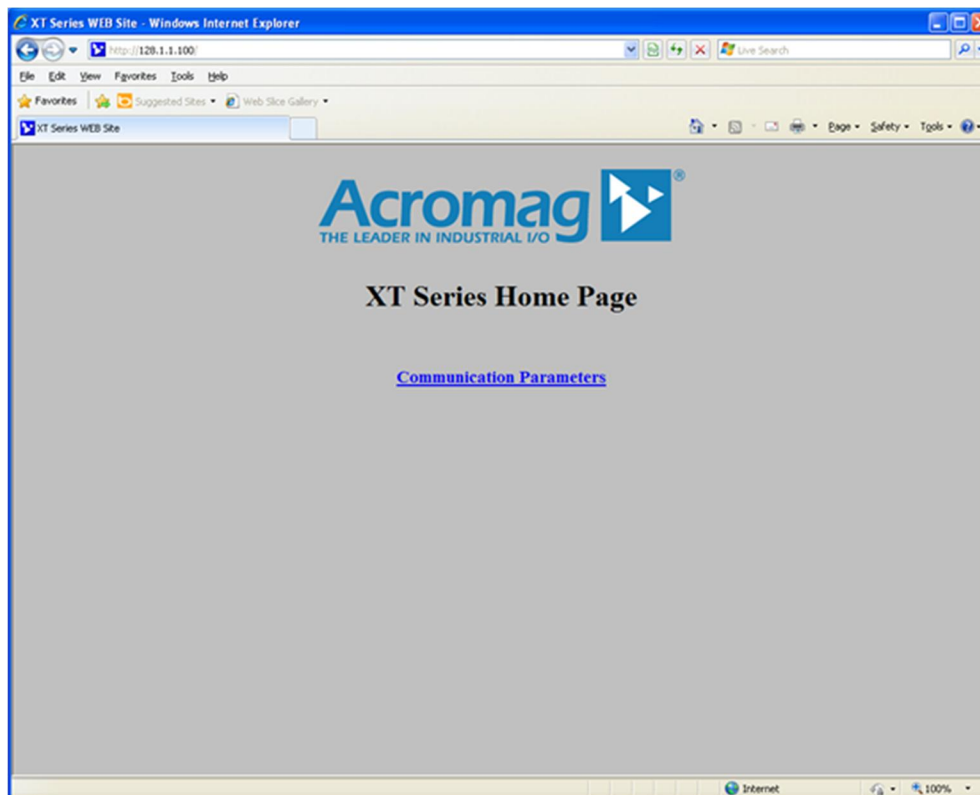 XT Series WEB Site - Windows Internet Explorer
http://128.1.1.100/
Live Search
File Edit View Favorites Tools Help
Favorites Suggested Sites Web Slice Gallery
XT Series WEB Site Page Safety Tools
Acromag ®
THE LEADER IN INDUSTRIAL I/O
XT Series Home Page
Communication Parameters
Internet 100%